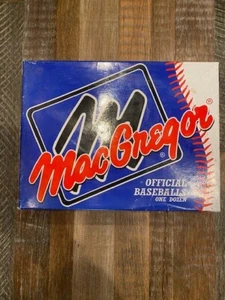 M
MacGregor®
®
OFFICIAL
BASEBALLS
ONE DOZEN